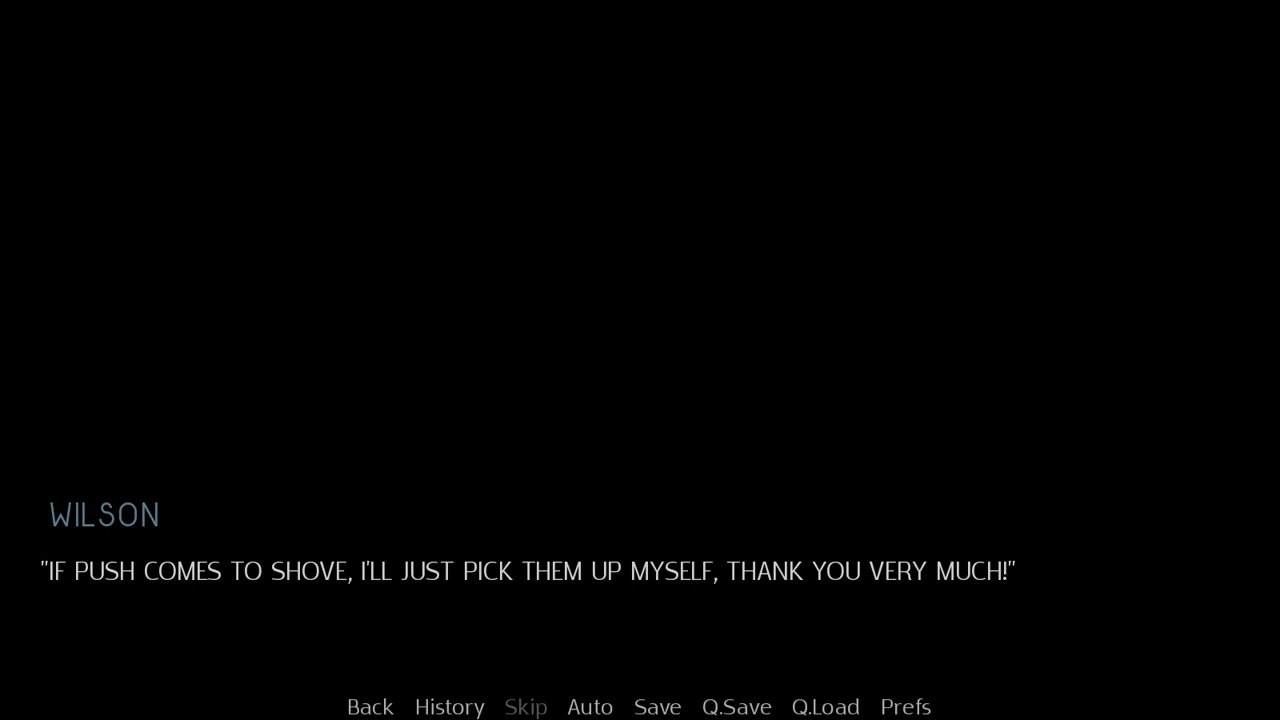 WILSON
"IF PUSH COMES TO SHOVE, I'LL JUST PICK THEM UP MYSELF, THANK YOU VERY MUCH!"
Back History Skip Auto Save Q.Save Q.Load Prefs